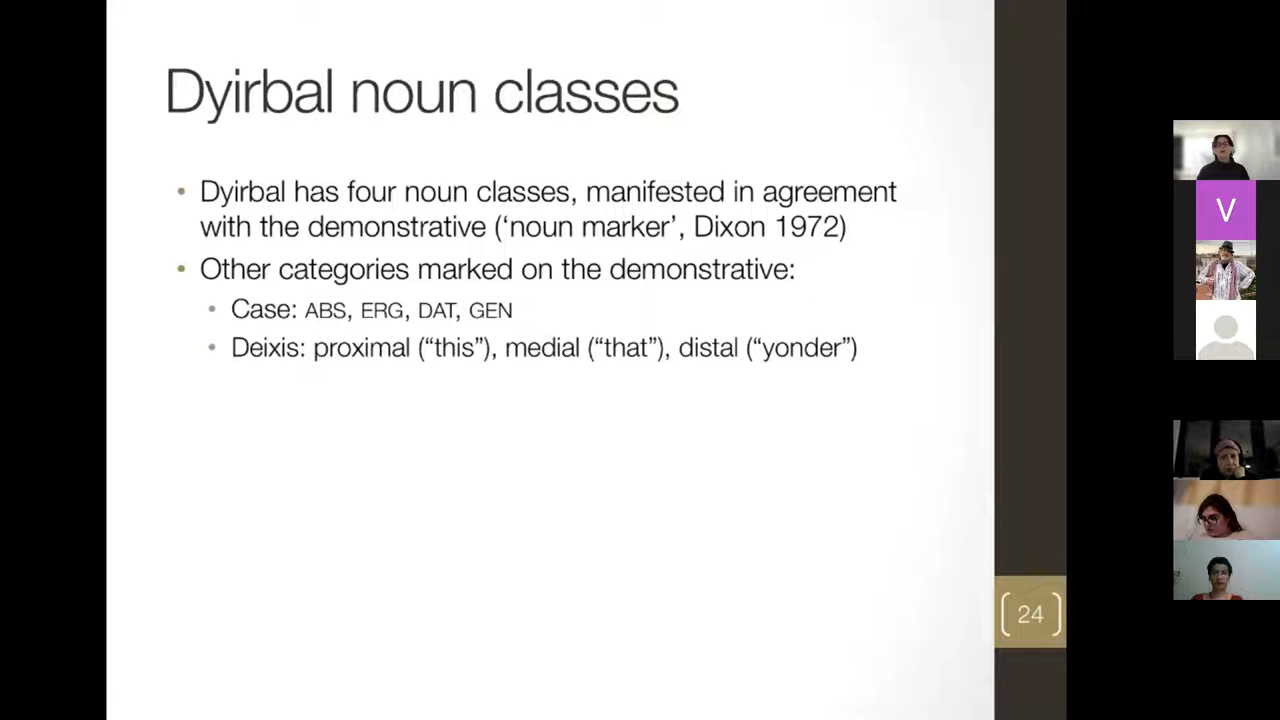 Dyirbal noun classes
• Dyirbal has four noun classes, manifested in agreement
with the demonstrative (‘noun marker’, Dixon 1972)
• Other categories marked on the demonstrative:
• Case: ABS, ERG, DAT, GEN
• Deixis: proximal (“this”), medial (“that”), distal (“yonder”)
24
V